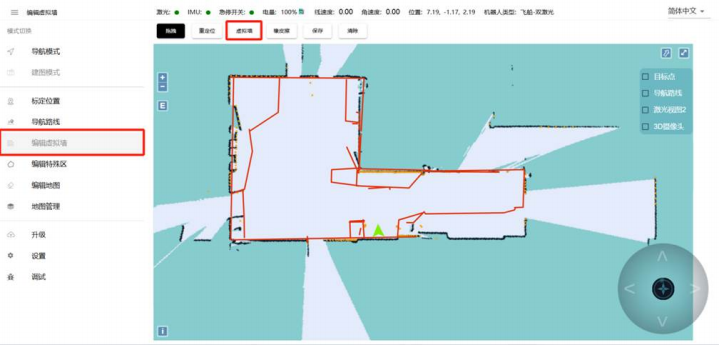 编辑虚拟墙
激光: IMU: 急停开关: 电量: 100% 线速度: 0.00 角速度: 0.00 位置: 7.19, -1.17, 2.19 机器人类型: 飞船-双激光
简体中文
模式切换
拖拽 重定位 虚拟墙 橡皮擦 保存 清除
导航模式
建图模式
标定位置
导航路线
编辑虚拟墙
编辑特殊区
编辑地图
地图管理
升级
设置
调试
+
−
E
目标点
导航路线
激光视图2
3D摄像头
i